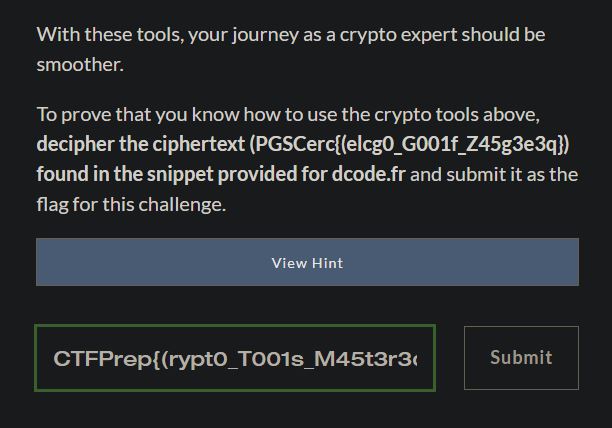 With these tools, your journey as a crypto expert should be
smoother.
To prove that you know how to use the crypto tools above,
decipher the ciphertext (PGSCerc{(elcg0_G001f_Z45g3e3q})
found in the snippet provided for dcode.fr and submit it as the
flag for this challenge.
View Hint
CTFPrep{(rypt0_T001s_M45t3r3
Submit